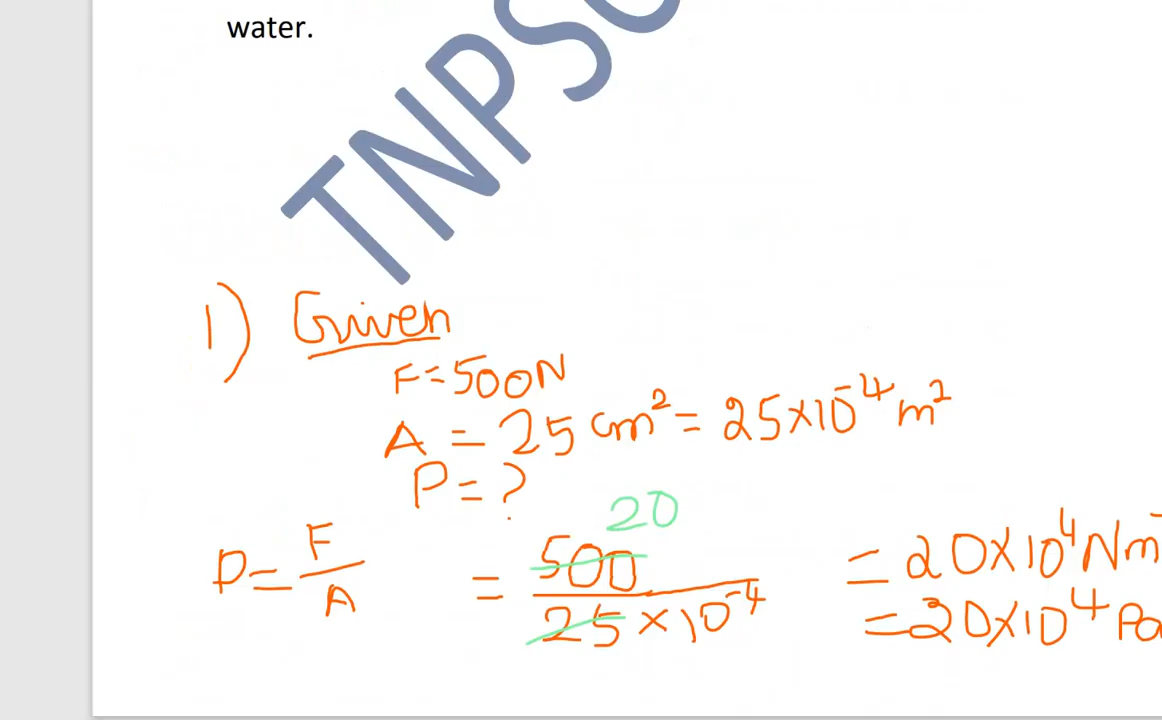 water.
TNPSC
1) Given
F=500N
A = 25 cm² = 25×10⁻⁴ m²
P = ?
20
P = F/A = 500/25×10⁻⁴ = 20×10⁴ Nm⁻
= 20×10⁴ Pa